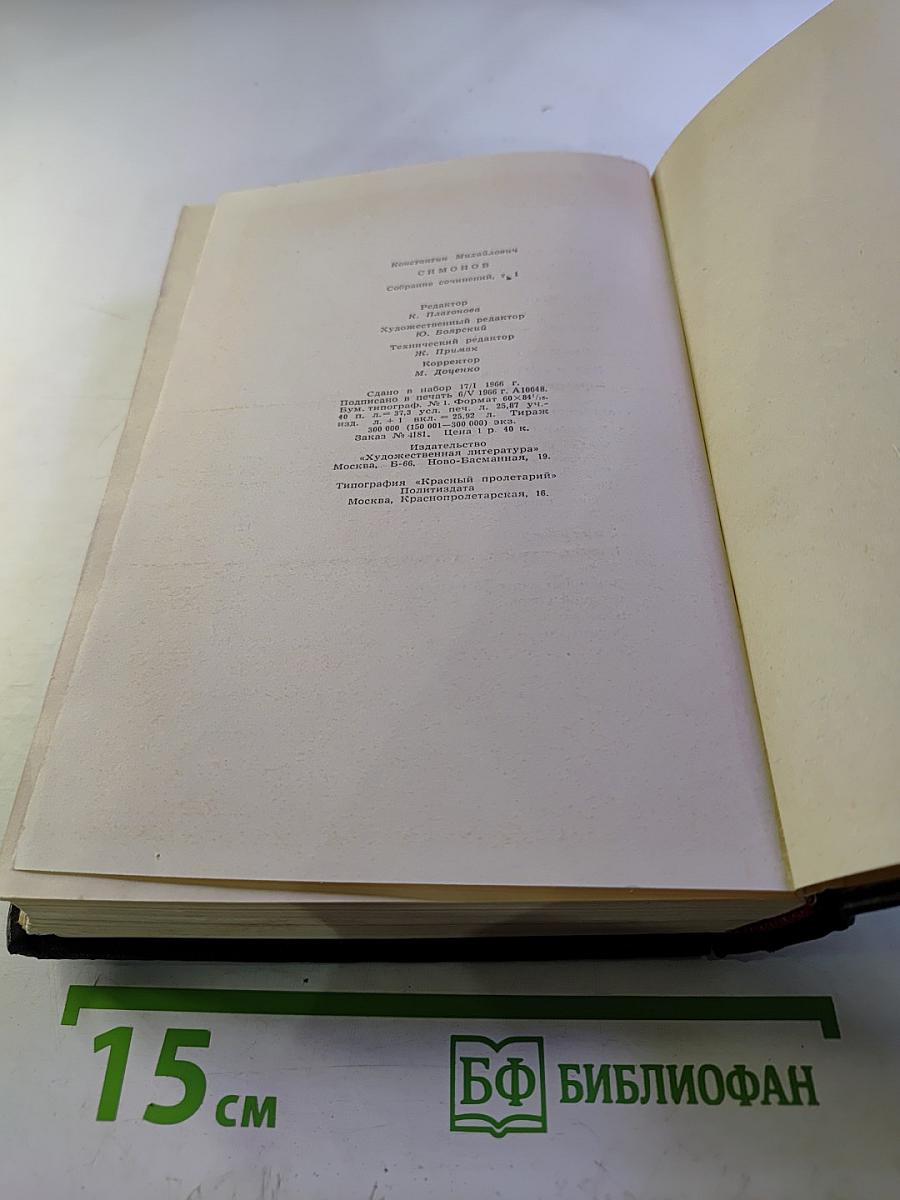 Константин Михайлович
СИМОНОВ
Собрание сочинений, т. 1
Редактор
К. Платонова
Художественный редактор
Ю. Боярский
Технический редактор
Ж. Примак
Корректор
М. Доценко
Сдано в набор 17/I 1966 г.
Подписано в печать 6/V 1966 г. А10648.
Бум. типограф. № 1. Формат 60×84¹/₁₆.
40 п. л.= 37,3 усл. печ. л. 25,87 уч.-
изд. л. + 1 вкл. = 25,92 л. Тираж
300 000 (150 001—300 000) экз.
Заказ № 4181. Цена 1 р. 40 к.
Издательство
«Художественная литература»
Москва, Б-66, Ново-Басманная, 19.
Типография «Красный пролетарий»
Политиздата
Москва, Краснопролетарская, 16.
15 см
БФ БИБЛИОФАН